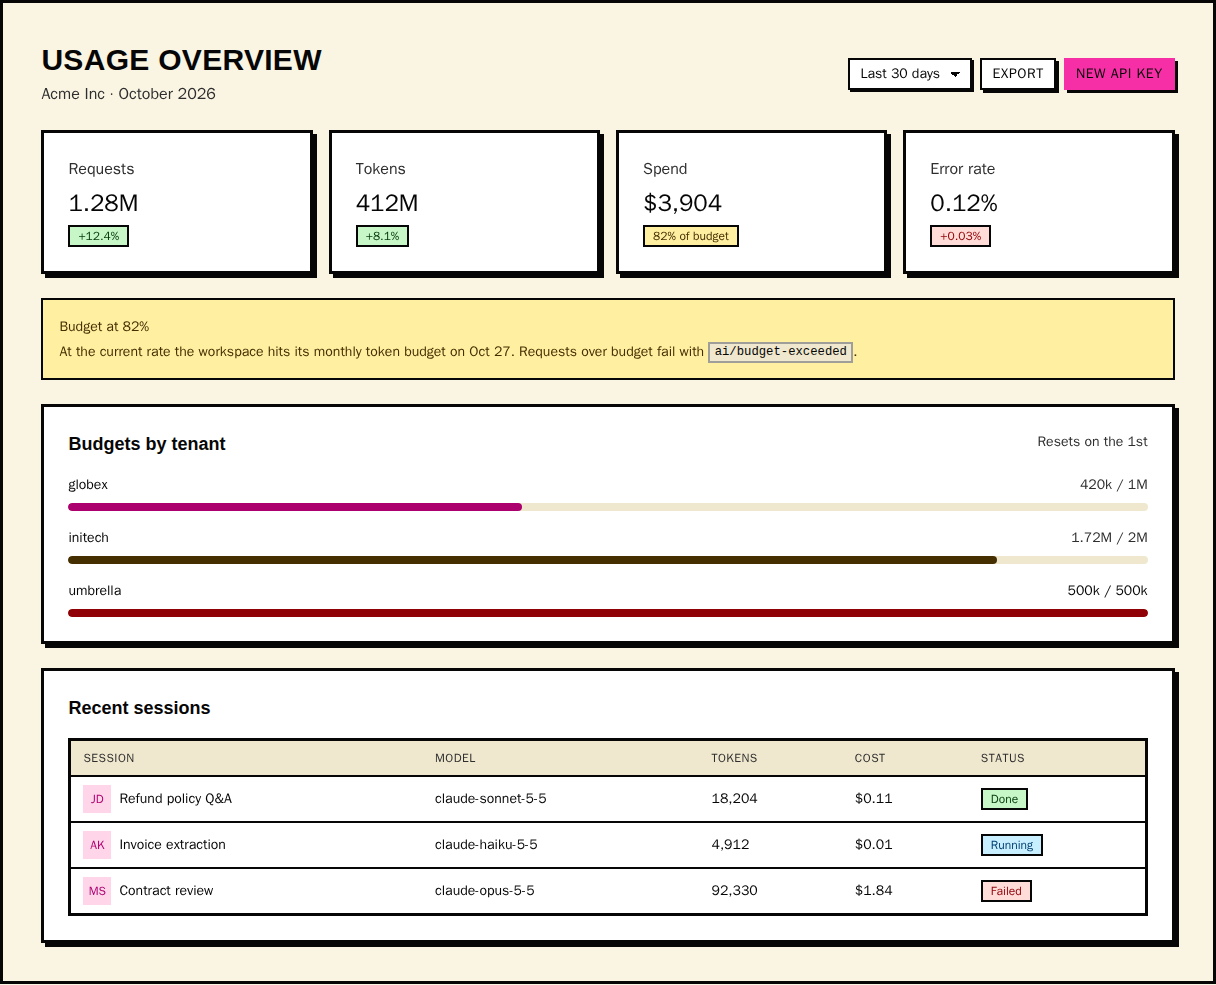 USAGE OVERVIEW
Acme Inc · October 2026
Last 30 days
EXPORT
NEW API KEY
Requests
1.28M
+12.4%
Tokens
412M
+8.1%
Spend
$3,904
82% of budget
Error rate
0.12%
+0.03%
Budget at 82%
At the current rate the workspace hits its monthly token budget on Oct 27. Requests over budget fail with ai/budget-exceeded.
Budgets by tenant
Resets on the 1st
globex 420k / 1M
initech 1.72M / 2M
umbrella 500k / 500k
Recent sessions
SESSION MODEL TOKENS COST STATUS
JD Refund policy Q&A claude-sonnet-5-5 18,204 $0.11 Done
AK Invoice extraction claude-haiku-5-5 4,912 $0.01 Running
MS Contract review claude-opus-5-5 92,330 $1.84 Failed